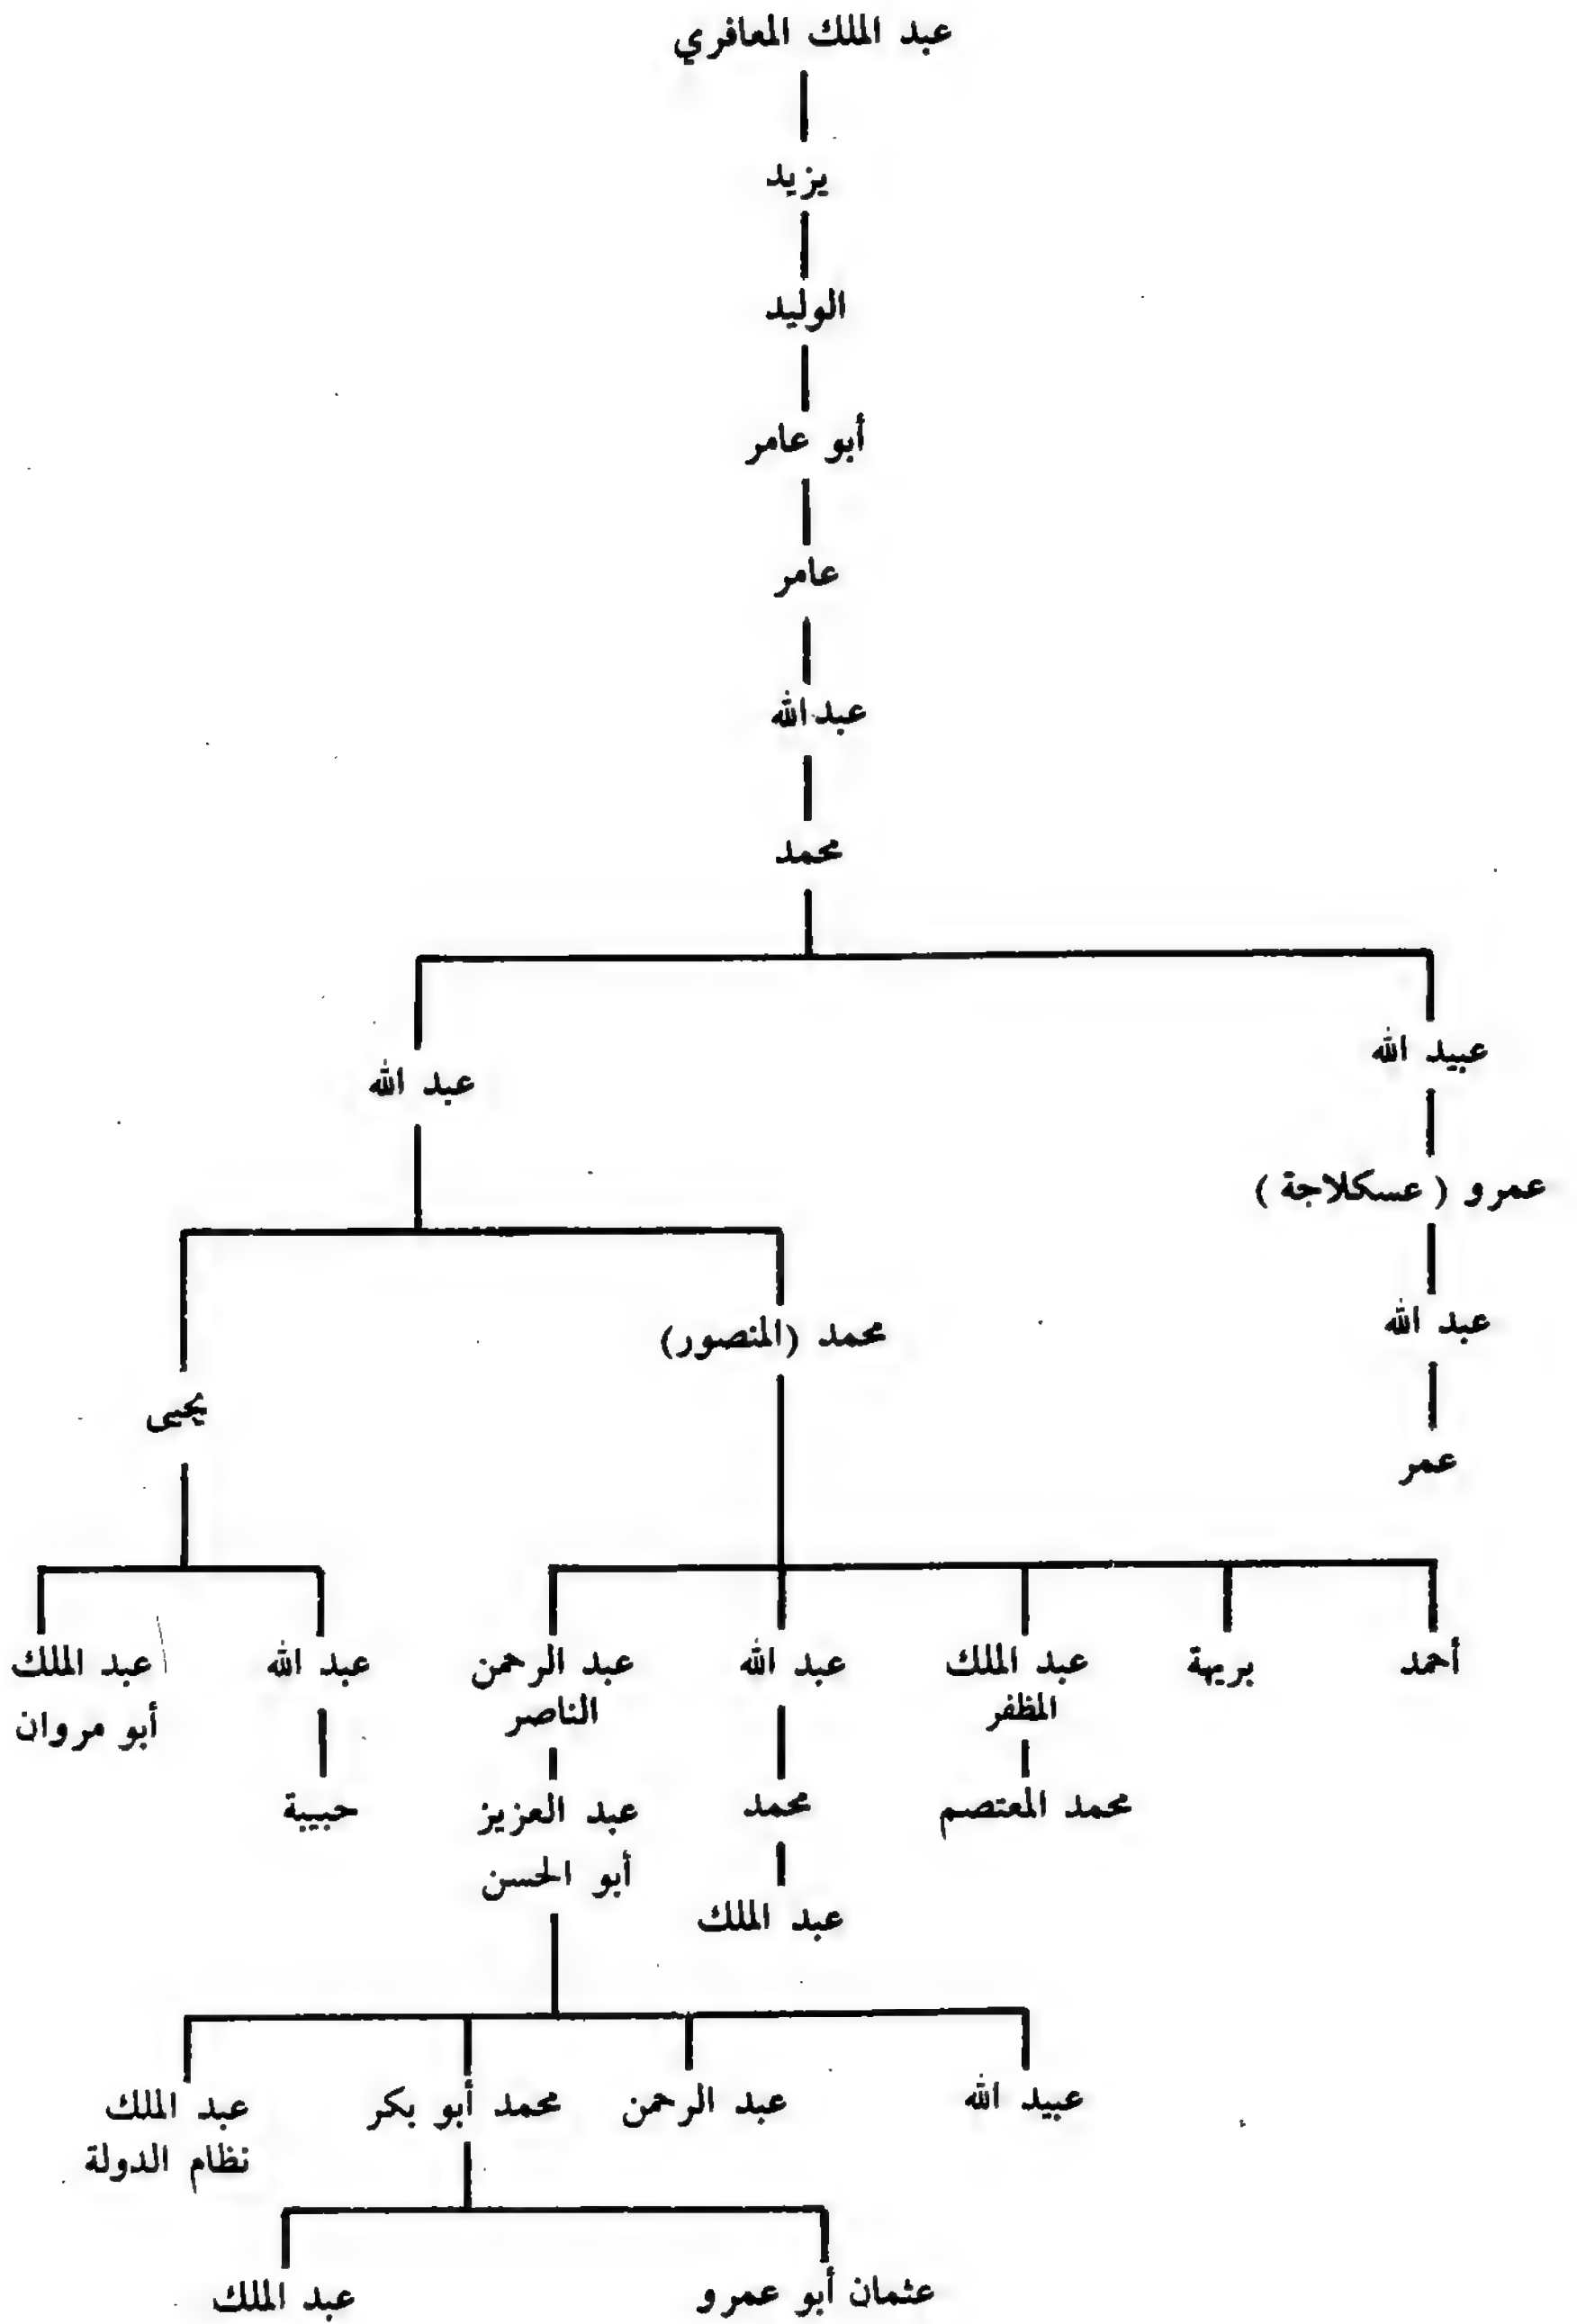 عبد الملك المعافري
يزيد
الوليد
أبو عامر
عامر
عبد الله
محمد
عبيد الله
عبد الله
عمرو (عسكلاجة)
عبد الله
محمد (المنصور)
يحيى
عمر
أحمد
بريهة
عبد الملك
المظفر
عبد الله
عبد الرحمن
الناصر
عبد الله
عبد الملك
أبو مروان
محمد المعتصم
محمد
عبد العزيز
أبو الحسن
حبيبة
عبد الملك
عبيد الله
عبد الرحمن
محمد أبو بكر
عبد الملك
نظام الدولة
عثمان أبو عمرو
عبد الملك